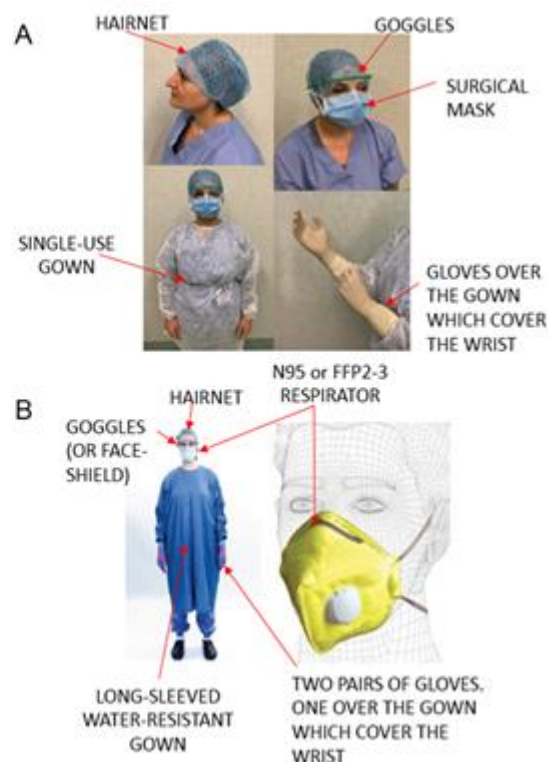 A
HAIRNET
GOGGLES
SURGICAL
MASK
SINGLE-USE
GOWN
GLOVES OVER
THE GOWN
WHICH COVER
THE WRIST
B
HAIRNET
N95 or FFP2-3
RESPIRATOR
GOGGLES
(OR FACE-
SHIELD)
LONG-SLEEVED
WATER-RESISTANT
GOWN
TWO PAIRS OF GLOVES,
ONE OVER THE GOWN
WHICH COVER THE
WRIST